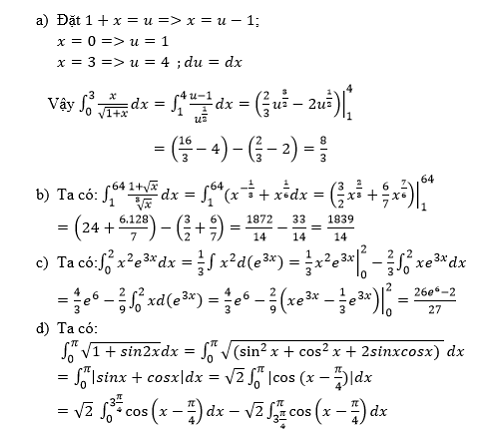 a) Đặt 1 + x = u => x = u − 1;
x = 0 => u = 1
x = 3 => u = 4 ; du = dx
Vậy ∫₀³ x/√(1+x) dx = ∫₁⁴ (u−1)/u^(1/2) dx = (2/3 u^(3/2) − 2u^(1/2))|₁⁴
= (16/3 − 4) − (2/3 − 2) = 8/3
b) Ta có: ∫₁⁶⁴ (1+√x)/∛x dx = ∫₁⁶⁴ (x^(−1/3) + x^(1/6) dx = (3/2 x^(2/3) + 6/7 x^(7/6))|₁⁶⁴
= (24 + 6.128/7) − (3/2 + 6/7) = 1872/14 − 33/14 = 1839/14
c) Ta có:∫₀² x²e^(3x) dx = 1/3 ∫ x²d(e^(3x)) = 1/3 x²e^(3x)|₀² − 2/3 ∫₀² xe^(3x) dx
= 4/3 e⁶ − 2/9 ∫₀² xd(e^(3x)) = 4/3 e⁶ − 2/9 (xe^(3x) − 1/3 e^(3x))|₀² = (26e⁶−2)/27
d) Ta có:
∫₀^π √(1 + sin2x) dx = ∫₀^π √((sin² x + cos² x + 2sinxcosx)) dx
= ∫₀^π |sinx + cosx|dx = √2 ∫₀^π |cos (x − π/4)|dx
= √2 ∫₀^(3π/4) cos (x − π/4) dx − √2 ∫_(3π/4)^π cos (x − π/4) dx